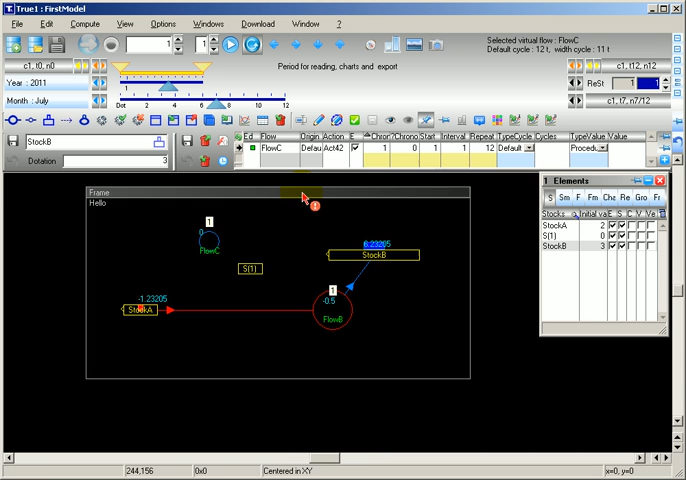 True1 : FirstModel
File Edit Compute View Options Windows Download Window ?
1 1
Selected virtual flow : FlowC
Default cycle : 12 t, width cycle : 11 t
c1, t0, n0
Period for reading, charts and export
c1, t12, n12
Year : 2011
1
ReSt 1 1
Month : July
Dot 2 4 6 8 10 12
c1, t7, n7/12
StockB
Dotation 3
Ed Flow Origin Action E Chron ?Chrono Start Interval Repeat TypeCycle Cycles TypeValue Value
FlowC Defau Act42 1 0 1 1 12 Default Procedu
Frame
Hello
1 Elements
S Sm F Fm Cha Re Gro Fr
Stocks Initial va E S C V Ve
StockA 2
S(1) 0
StockB 3
1
0
FlowC
6.23205
StockB
S(1)
-1.23205
StockA
1
-0.5
FlowB
244,156 0x0 Centered in XY x=0, y=0